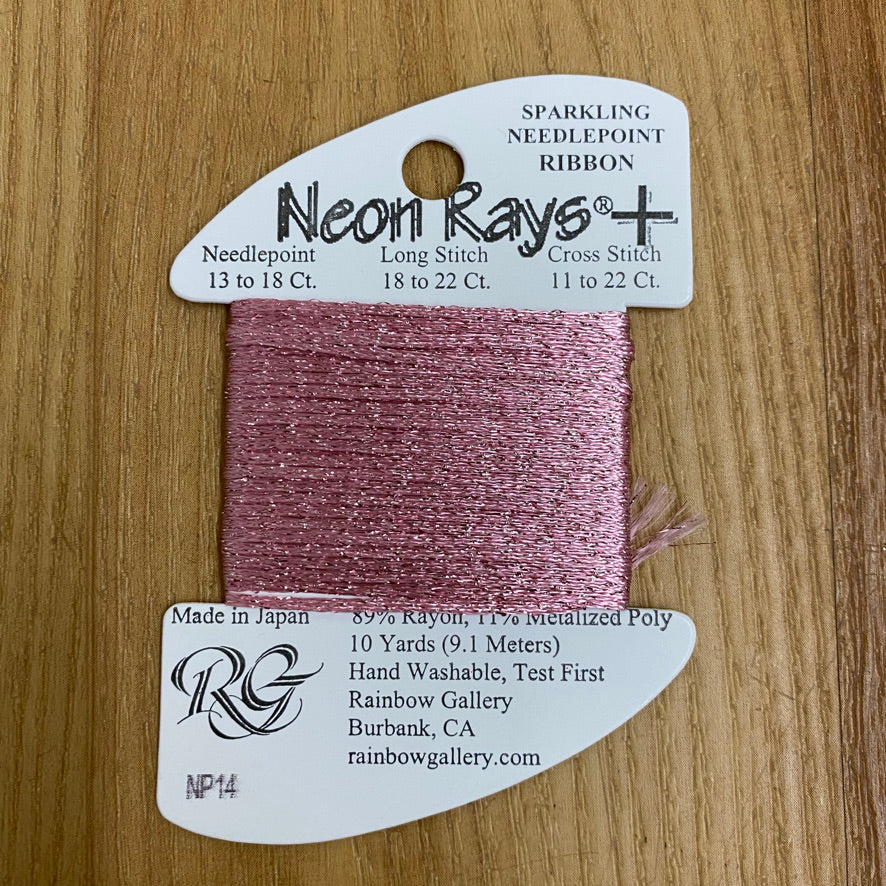 SPARKLING
NEEDLEPOINT
RIBBON
Neon Rays®+
Needlepoint Long Stitch Cross Stitch
13 to 18 Ct. 18 to 22 Ct. 11 to 22 Ct.
Made in Japan 89% Rayon, 11% Metalized Poly
10 Yards (9.1 Meters)
Hand Washable, Test First
Rainbow Gallery
Burbank, CA
rainbowgallery.com
RG
NP14